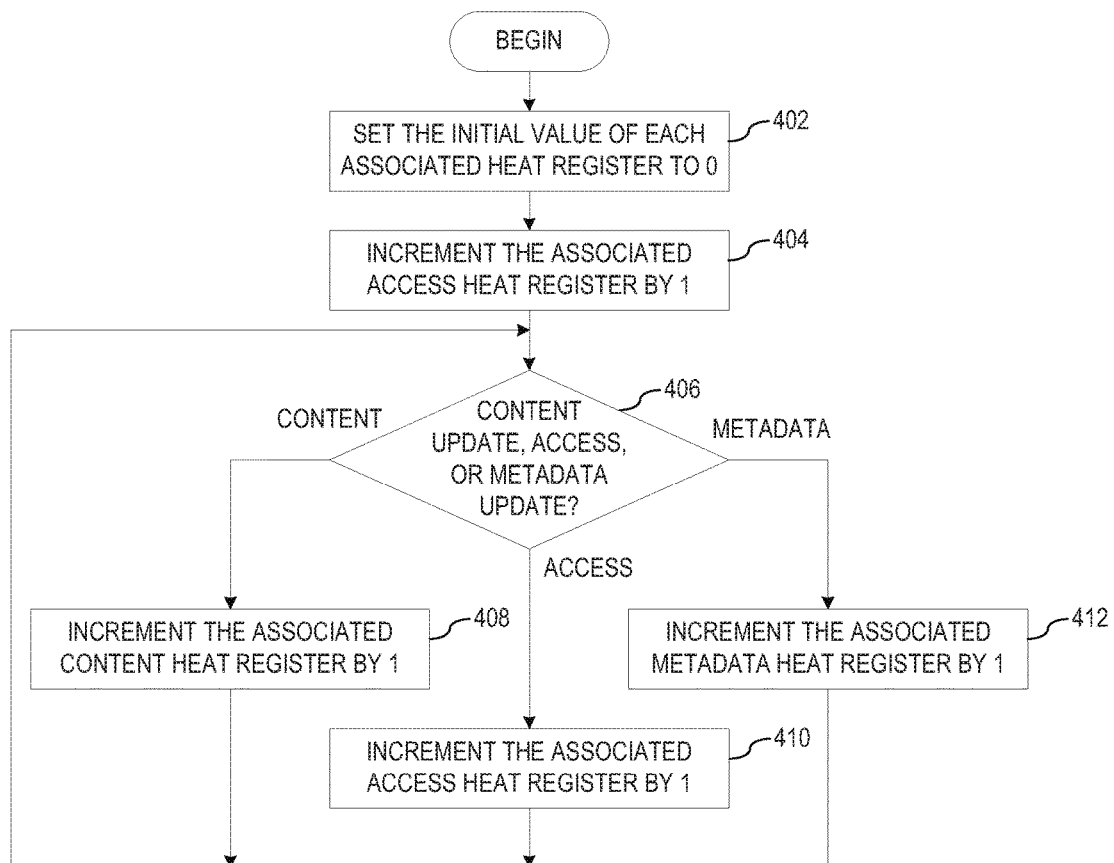 BEGIN
SET THE INITIAL VALUE OF EACH
ASSOCIATED HEAT REGISTER TO 0
402
INCREMENT THE ASSOCIATED
ACCESS HEAT REGISTER BY 1
404
406
CONTENT
CONTENT
UPDATE, ACCESS,
OR METADATA
UPDATE?
METADATA
ACCESS
INCREMENT THE ASSOCIATED
CONTENT HEAT REGISTER BY 1
408
INCREMENT THE ASSOCIATED
METADATA HEAT REGISTER BY 1
412
INCREMENT THE ASSOCIATED
ACCESS HEAT REGISTER BY 1
410